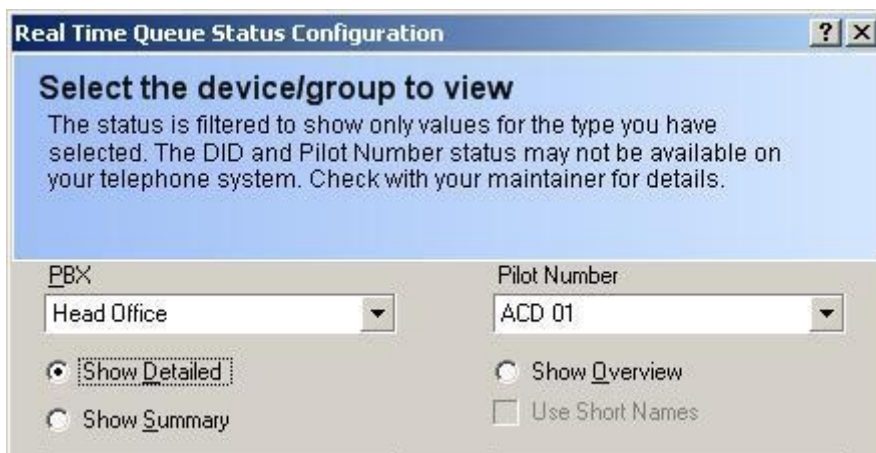 Real Time Queue Status Configuration
Select the device/group to view
The status is filtered to show only values for the type you have
selected. The DID and Pilot Number status may not be available on
your telephone system. Check with your maintainer for details.
PBX Pilot Number
Head Office ACD 01
Show Detailed Show Overview
Show Summary Use Short Names